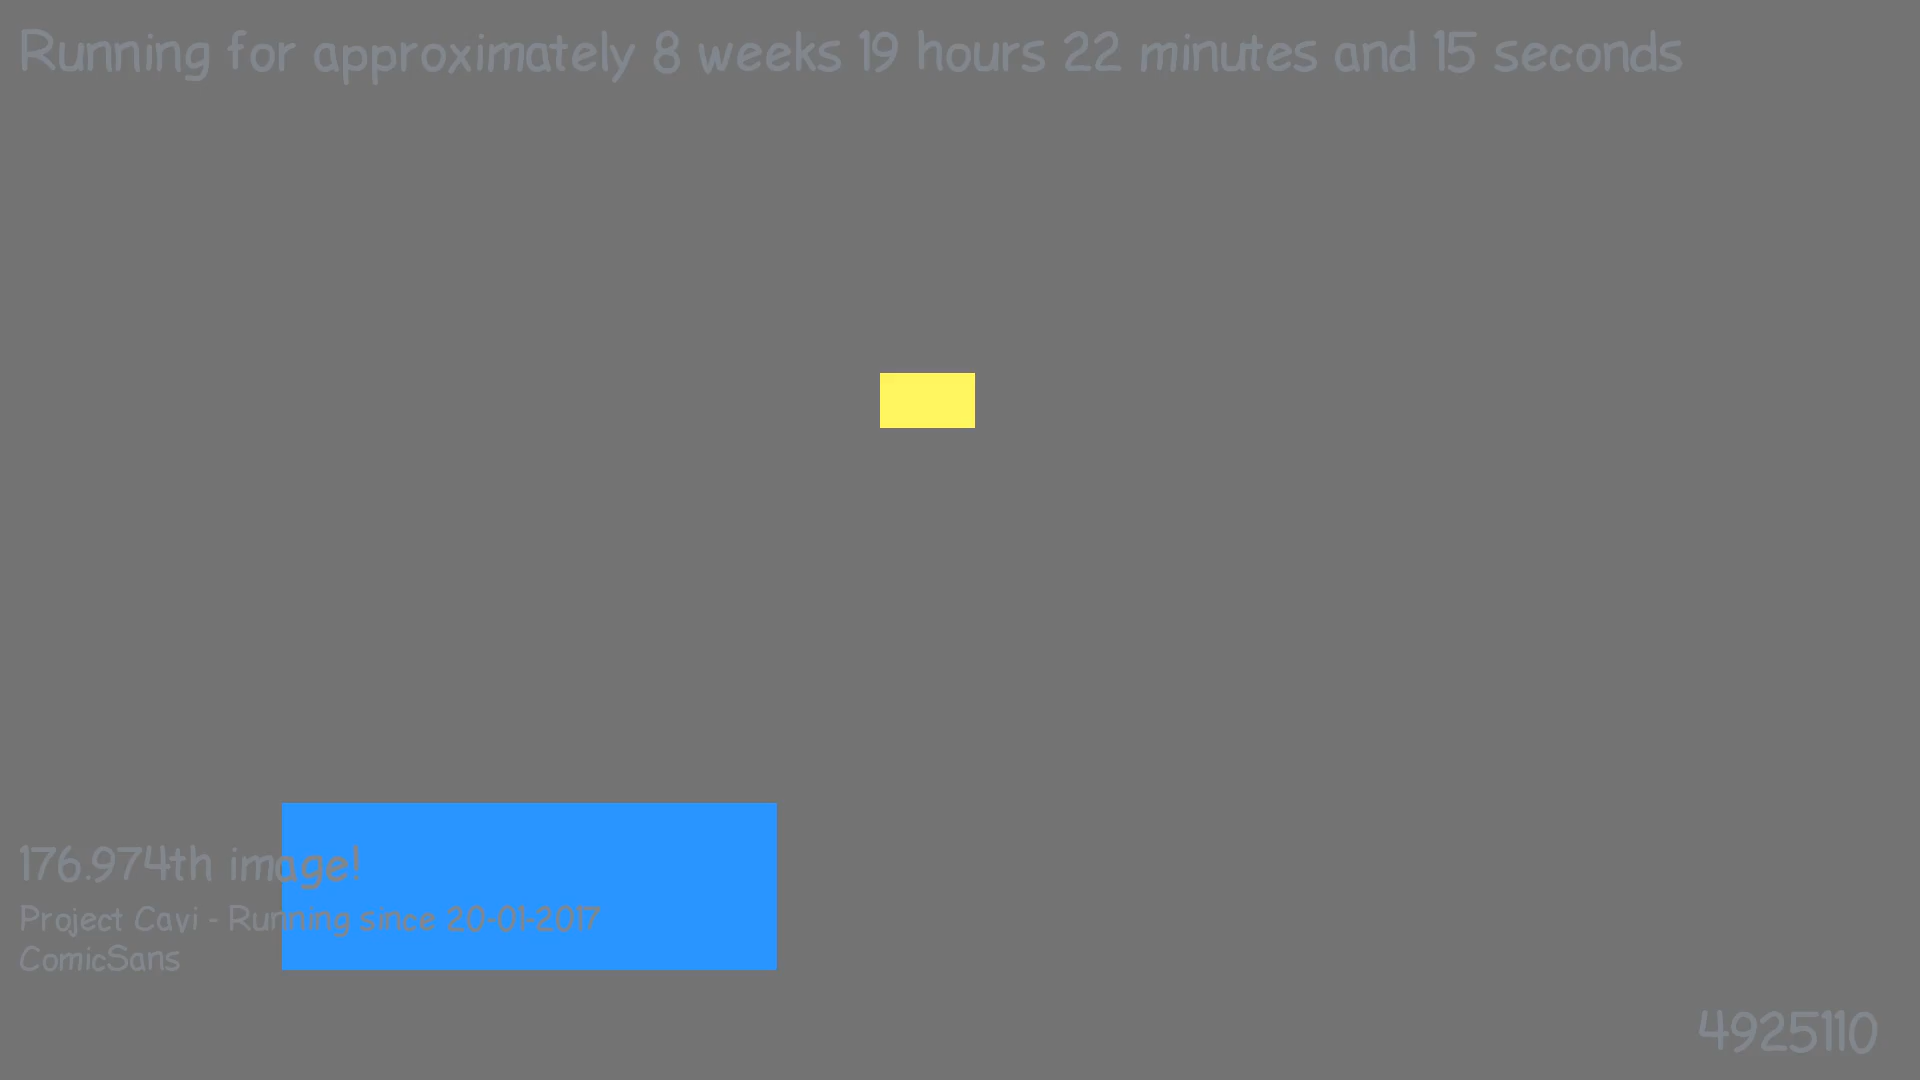 Running for approximately 8 weeks 19 hours 22 minutes and 15 seconds
176.974th image!
Project Cavi - Running since 20-01-2017
ComicSans
4925110